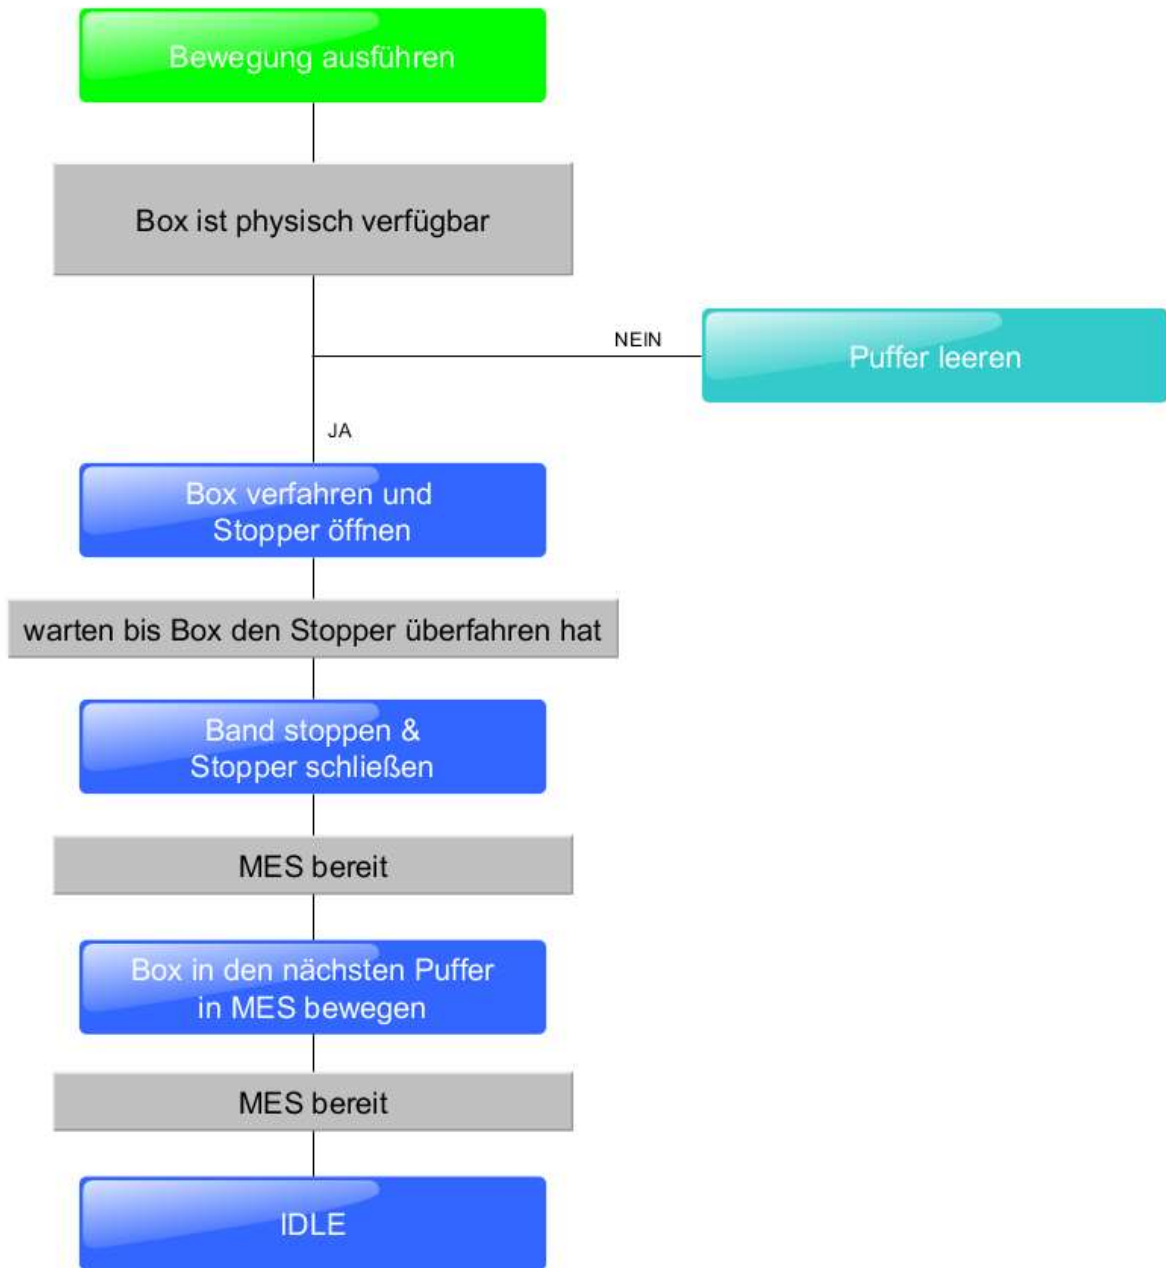 Bewegung ausführen
Box ist physisch verfügbar
NEIN
Puffer leeren
JA
Box verfahren und
Stopper öffnen
warten bis Box den Stopper überfahren hat
Band stoppen &
Stopper schließen
MES bereit
Box in den nächsten Puffer
in MES bewegen
MES bereit
IDLE